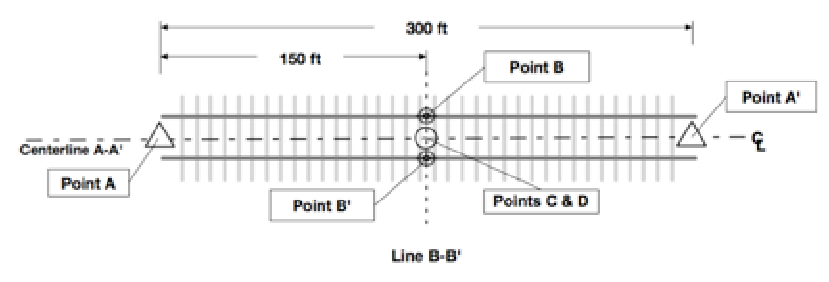 300 ft
150 ft
Point B
Point A'
Centerline A-A'
℄
Point A
Point B'
Points C & D
Line B-B'